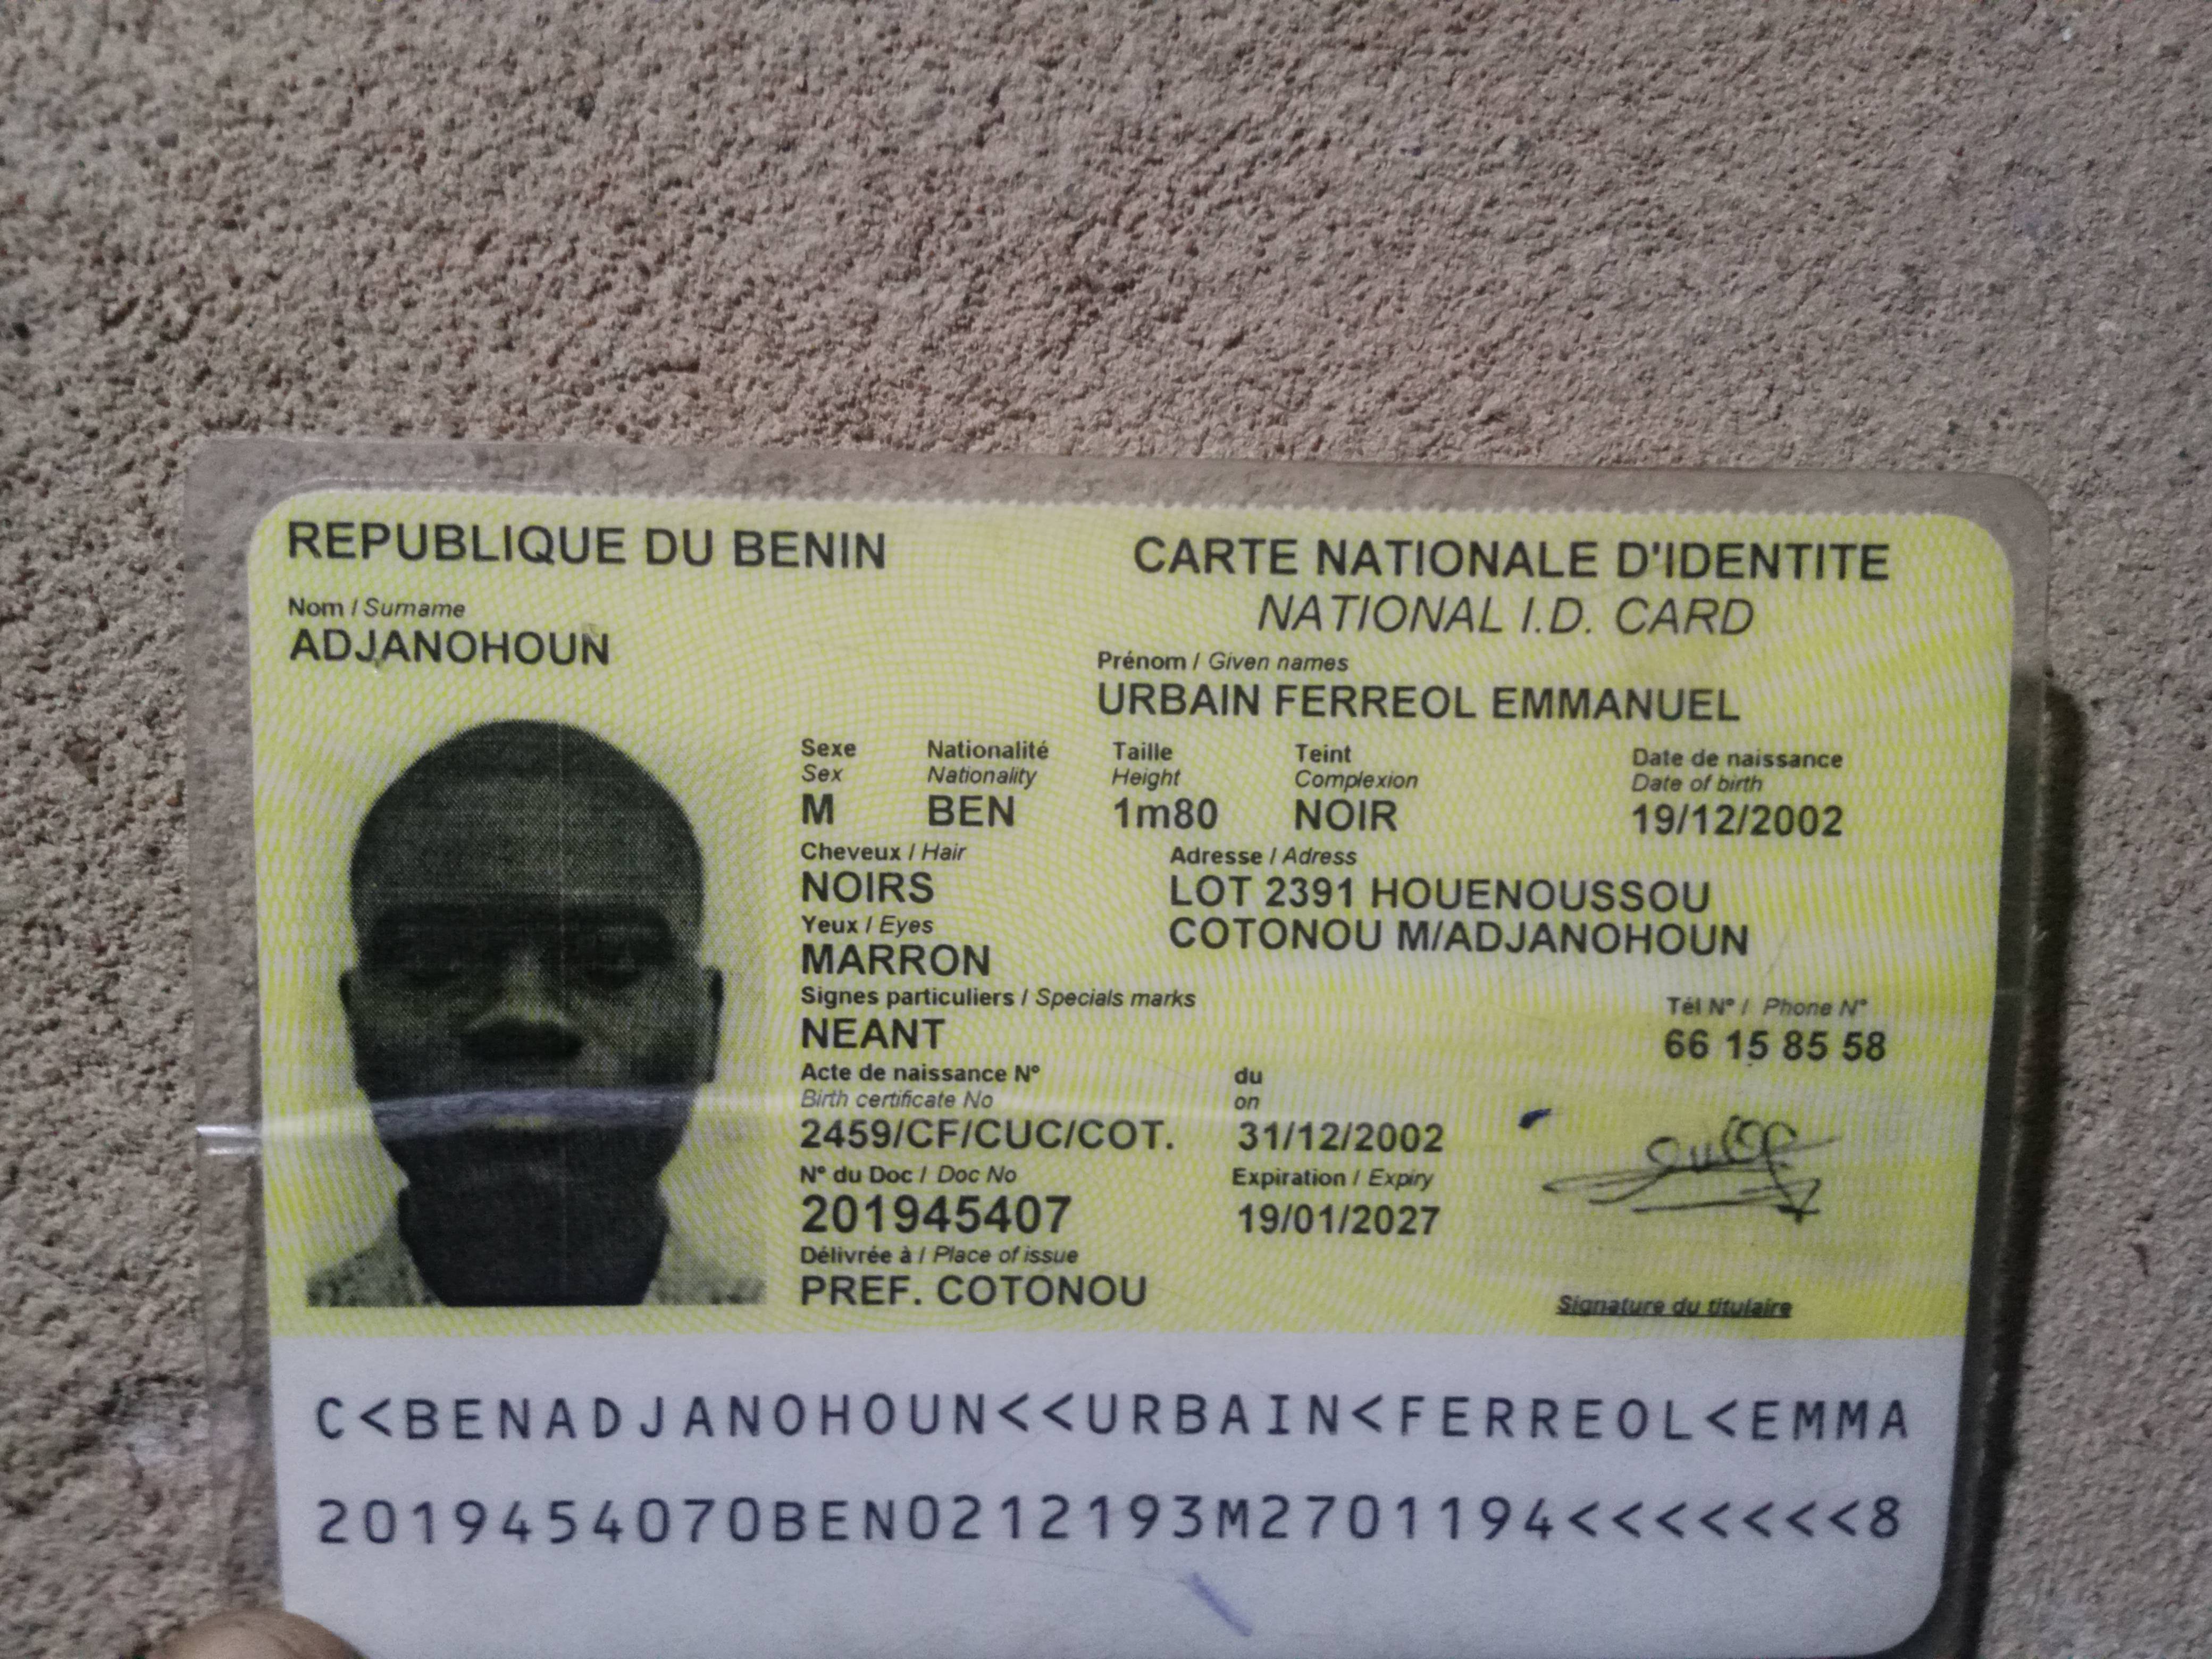 REPUBLIQUE DU BENIN
CARTE NATIONALE D'IDENTITE
NATIONAL I.D. CARD
Nom / Surname
ADJANOHOUN
Prénom / Given names
URBAIN FERREOL EMMANUEL
Sexe Nationalité Taille Teint Date de naissance
Sex Nationality Height Complexion Date of birth
M BEN 1m80 NOIR 19/12/2002
Cheveux / Hair Adresse / Adress
NOIRS LOT 2391 HOUENOUSSOU
Yeux / Eyes COTONOU M/ADJANOHOUN
MARRON
Signes particuliers / Specials marks Tél N° / Phone N°
NEANT 66 15 85 58
Acte de naissance N° du
Birth certificate No on
2459/CF/CUC/COT. 31/12/2002
N° du Doc / Doc No Expiration / Expiry
201945407 19/01/2027
Délivrée à / Place of issue
PREF. COTONOU
Signature du titulaire
C<BENADJANOHOUN<<URBAIN<FERREOL<EMMA
2019454070BEN0212193M2701194<<<<<<<8